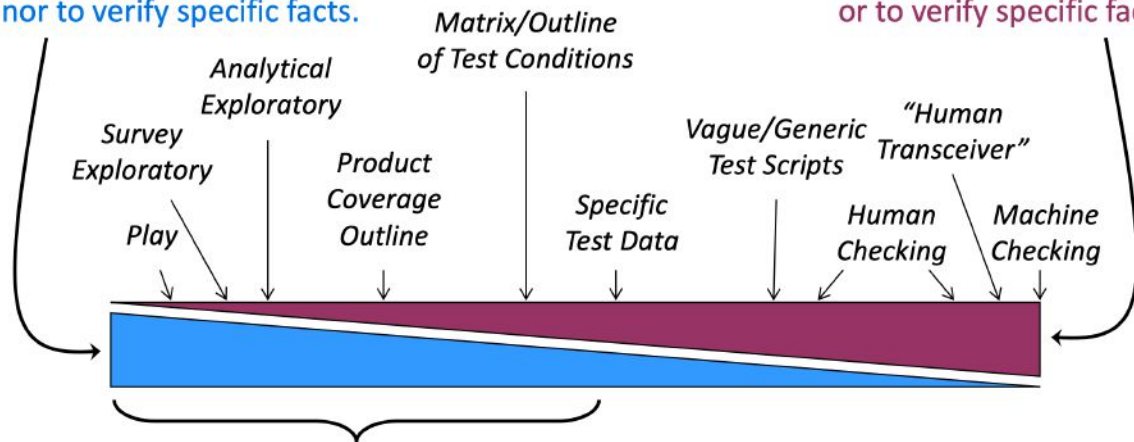 nor to verify specific facts.
or to verify specific fac
Matrix/Outline
of Test Conditions
Analytical
Exploratory
Survey
Exploratory
Play
Product
Coverage
Outline
Specific
Test Data
Vague/Generic
Test Scripts
“Human
Transceiver”
Human
Checking
Machine
Checking